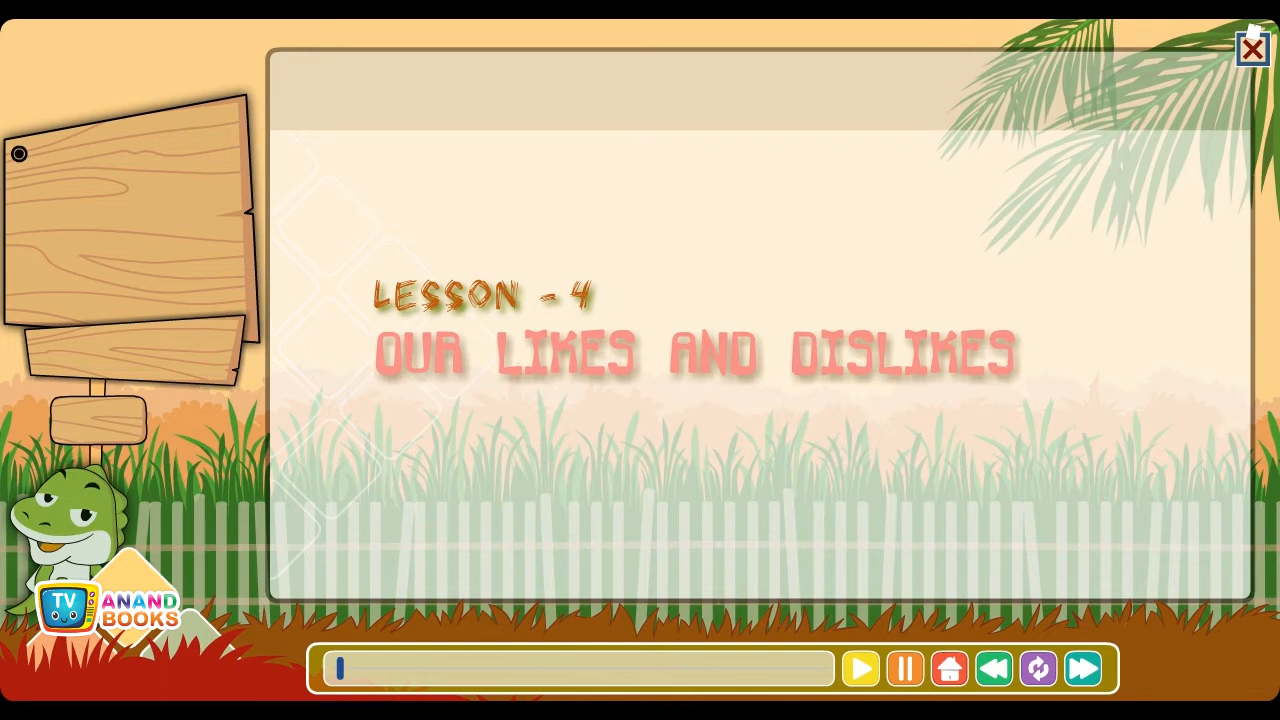 LESSON - 4
OUR LIKES AND DISLIKES
TV
ANAND
BOOKS